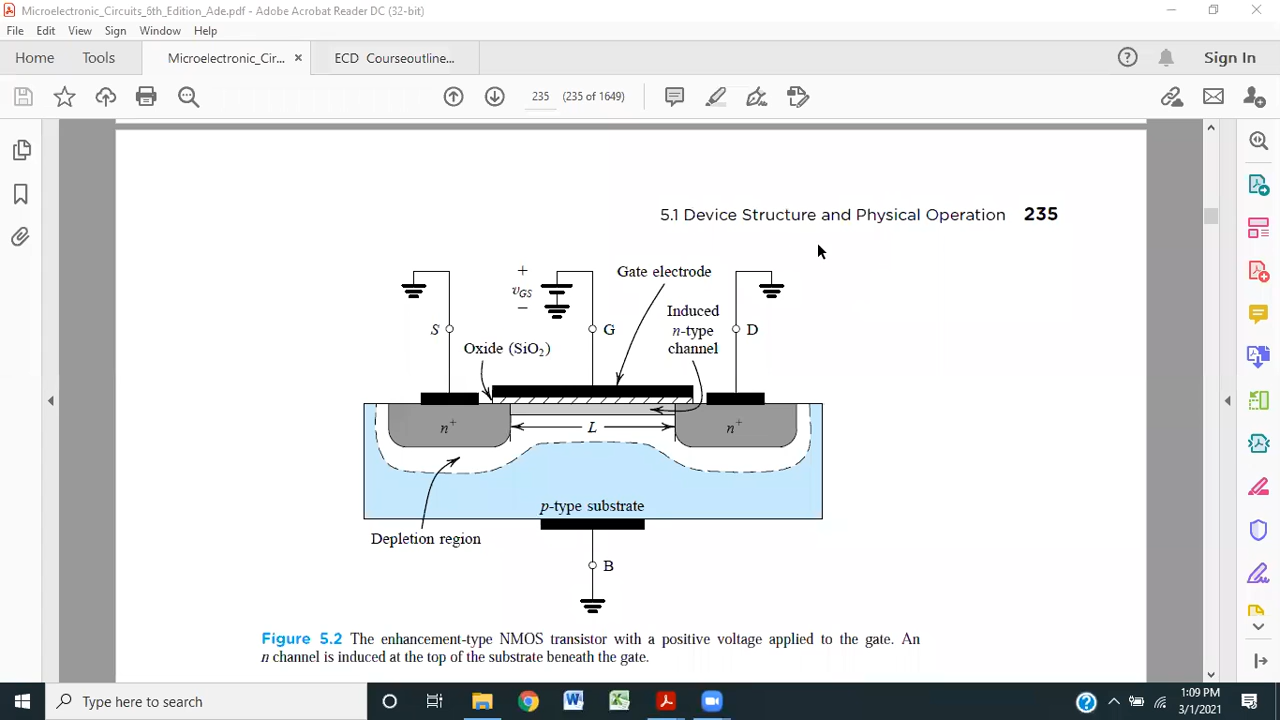 Microelectronic_Circuits_6th_Edition_Ade.pdf - Adobe Acrobat Reader DC (32-bit)
File Edit View Sign Window Help
Home Tools Microelectronic_Cir... × ECD Courseoutline... Sign In
235 (235 of 1649)
5.1 Device Structure and Physical Operation 235
+ Gate electrode
vGS
−
Induced
n-type
channel
S G D
Oxide (SiO2)
n+ L n+
p-type substrate
Depletion region
B
Figure 5.2 The enhancement-type NMOS transistor with a positive voltage applied to the gate. An
n channel is induced at the top of the substrate beneath the gate.
Type here to search
1:09 PM
3/1/2021